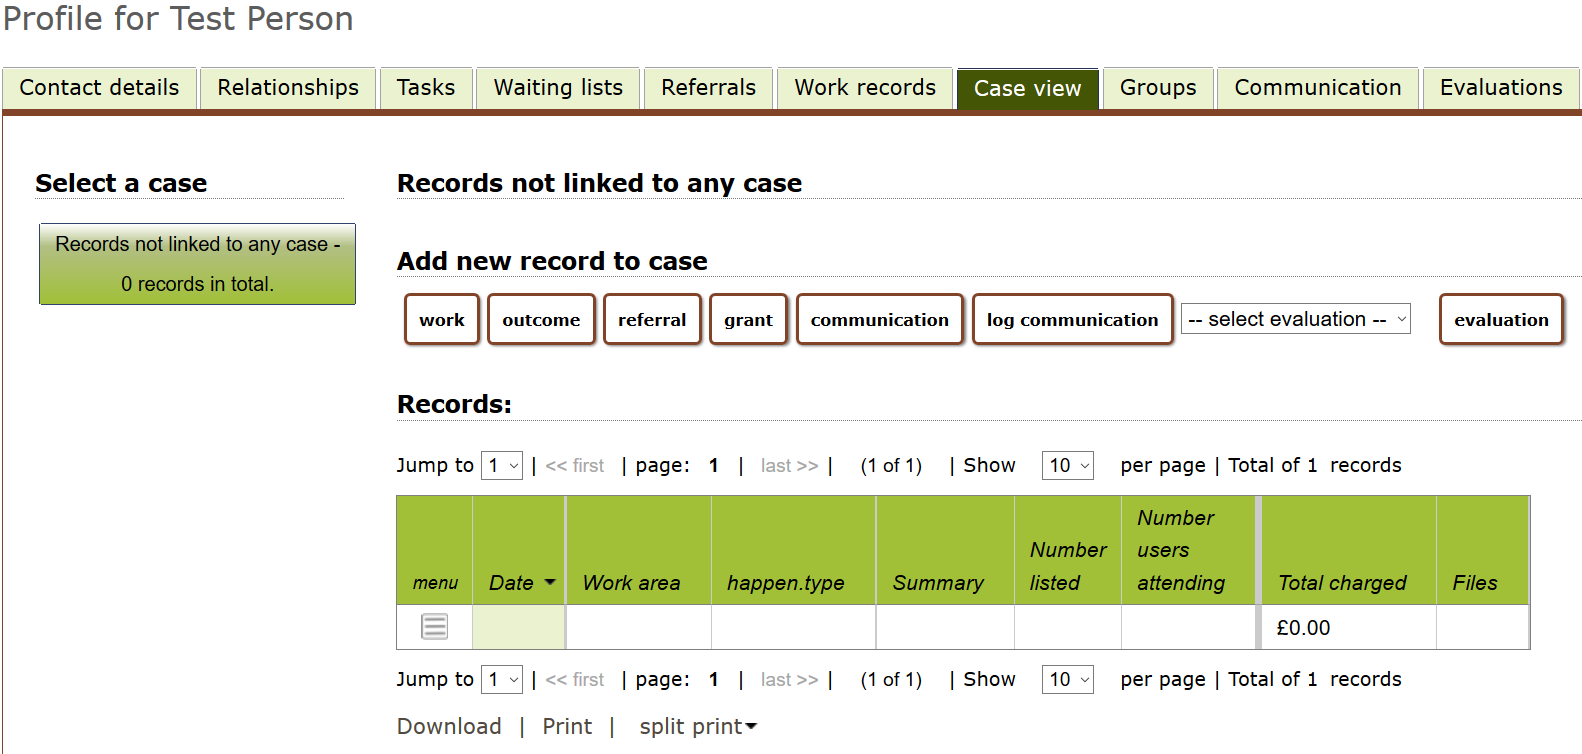 Profile for Test Person
Contact details Relationships Tasks Waiting lists Referrals Work records Case view Groups Communication Evaluations
Select a case
Records not linked to any case -
0 records in total.
Records not linked to any case
Add new record to case
work outcome referral grant communication log communication -- select evaluation -- evaluation
Records:
Jump to 1 | << first | page: 1 | last >> | (1 of 1) | Show 10 per page | Total of 1 records
menu Date Work area happen.type Summary Number listed Number users attending Total charged Files
£0.00
Jump to 1 | << first | page: 1 | last >> | (1 of 1) | Show 10 per page | Total of 1 records
Download | Print | split print